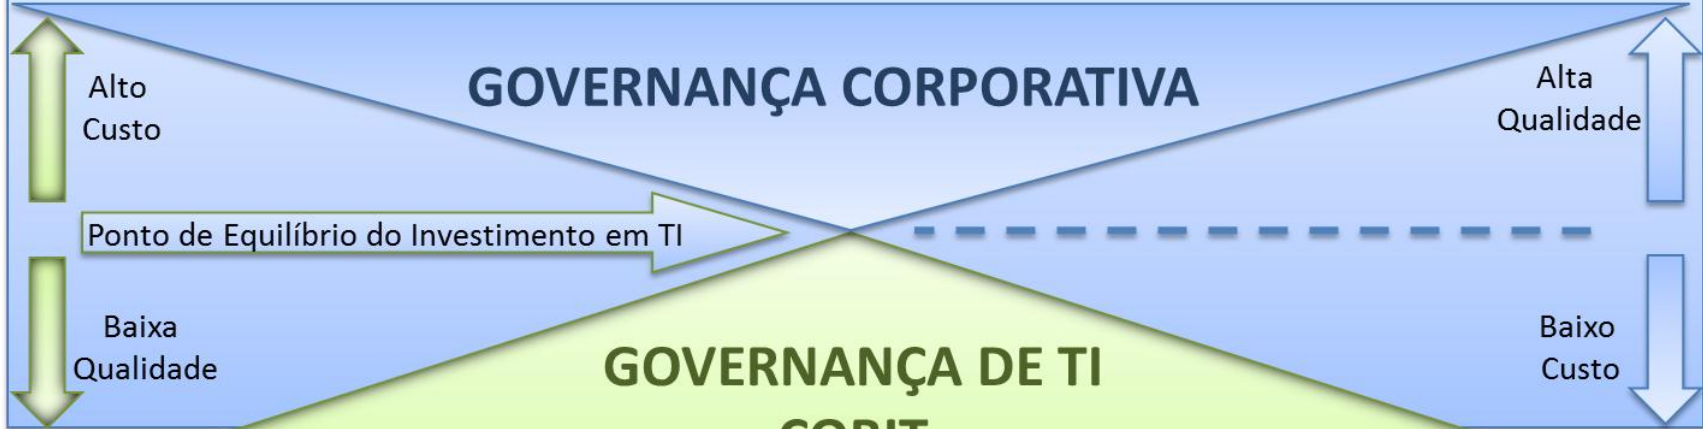 GOVERNANÇA CORPORATIVA
Alto
Custo
Alta
Qualidade
Ponto de Equilíbrio do Investimento em TI
Baixa
Qualidade
Baixo
Custo
GOVERNANÇA DE TI
COBIT